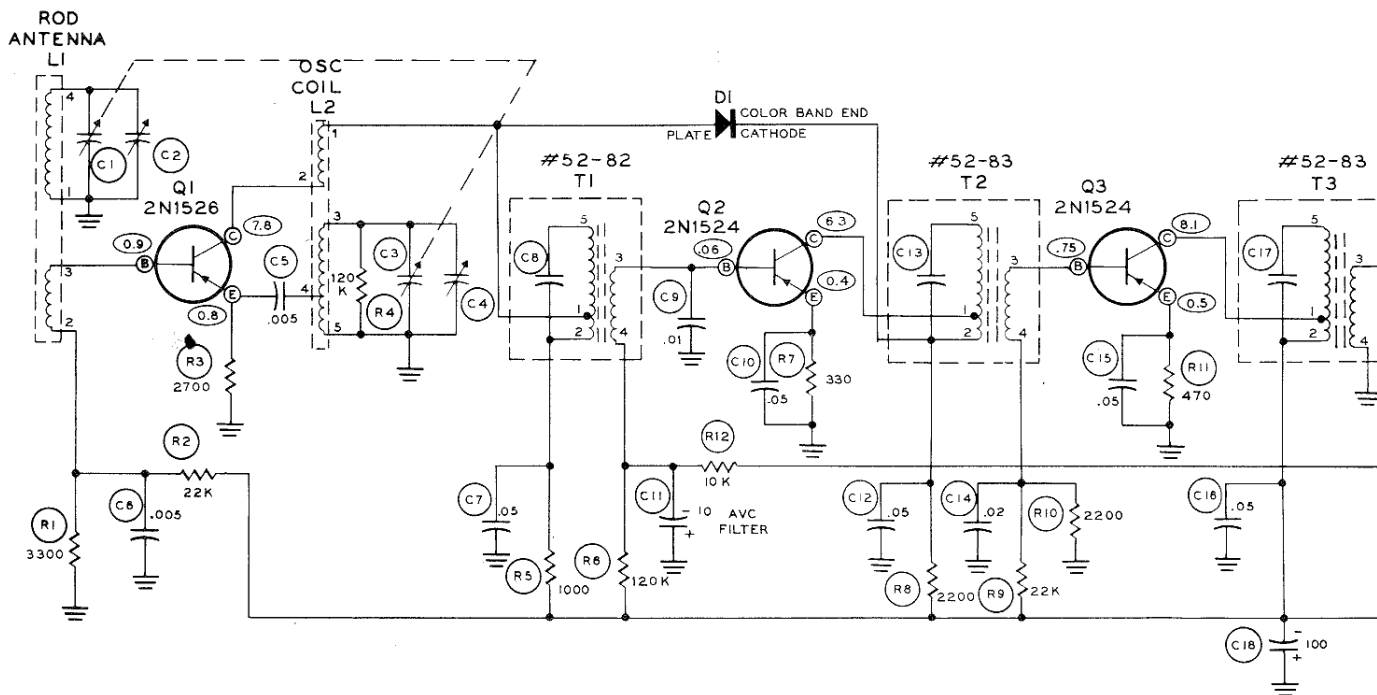 ROD
ANTENNA
L1
OSC
COIL
L2
D1
COLOR BAND END
PLATE
CATHODE
4
1
3
2
C1
C2
Q1
2N1526
7.8
C
0.9
B
E
0.8
C5
.005
1
2
3
4
5
120
K
R4
C3
C4
#52-82
T1
C8
5
1
2
3
4
Q2
2N1524
.06
B
6.3
C
E
0.4
C9
.01
C10
.05
R7
330
#52-83
T2
C13
5
1
2
3
4
Q3
2N1524
.75
B
8.1
C
E
0.5
C15
.05
R11
470
#52-83
T3
C17
5
1
2
3
4
R3
2700
R2
22K
R1
3300
C6
.005
C7
.05
R5
1000
R6
120K
C11
-
10
+
AVC
FILTER
R12
10K
C12
.05
C14
.02
R10
2200
R8
2200
R9
22K
C16
.05
C18
-
100
+